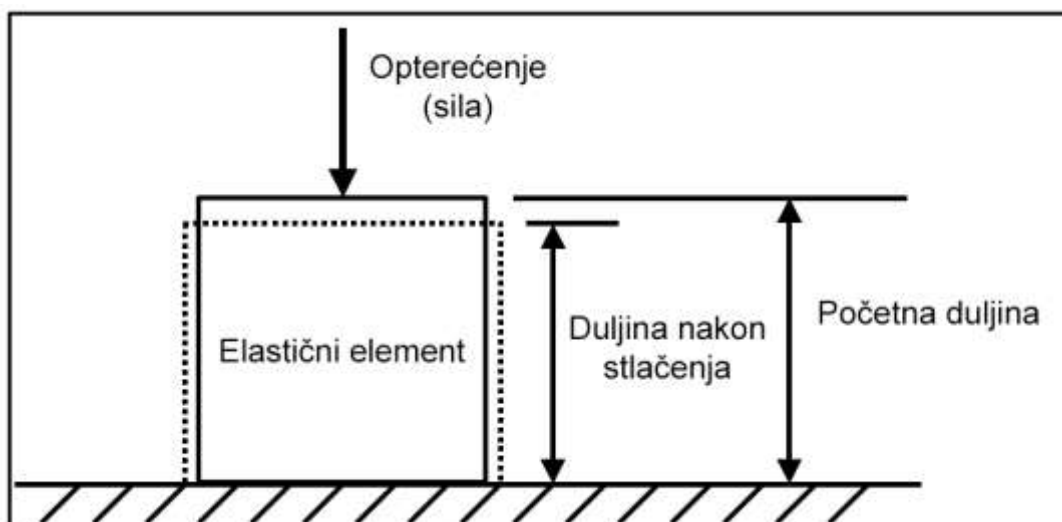 Opterećenje
(sila)
Elastični element
Duljina nakon
stlačenja
Početna duljina